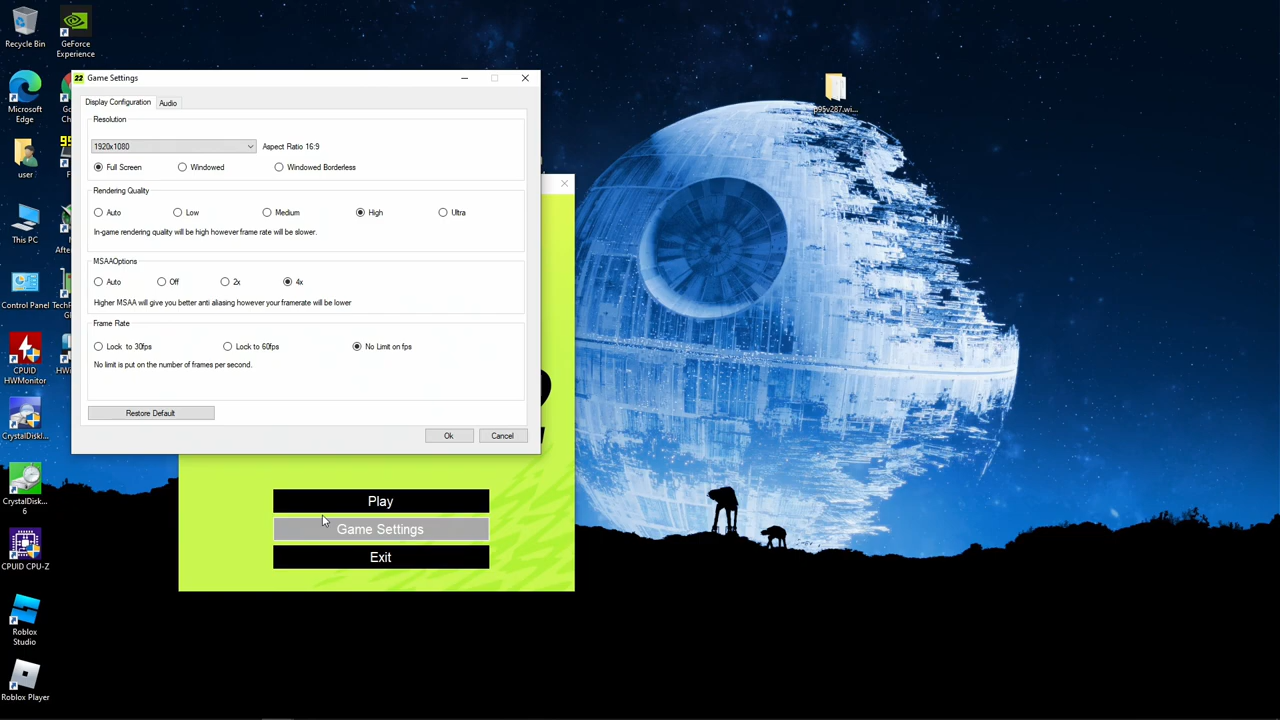 Recycle Bin
GeForce
Experience
Microsoft
Edge
user
This PC
Control Panel
CPUID
HWMonitor
CrystalDiskI...
CrystalDisk...
6
CPUID CPU-Z
Roblox
Studio
Roblox Player
p95v287.wi...
22 Game Settings
Display Configuration
Audio
Resolution
1920x1080
Aspect Ratio 16:9
Full Screen
Windowed
Windowed Borderless
Rendering Quality
Auto
Low
Medium
High
Ultra
In-game rendering quality will be high however frame rate will be slower.
MSAAOptions
Auto
Off
2x
4x
Higher MSAA will give you better anti aliasing however your framerate will be lower
Frame Rate
Lock to 30fps
Lock to 60fps
No Limit on fps
No limit is put on the number of frames per second.
Restore Default
Ok
Cancel
Play
Game Settings
Exit